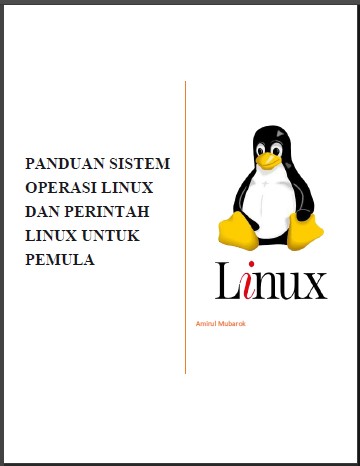 PANDUAN SISTEM
OPERASI LINUX
DAN PERINTAH
LINUX UNTUK
PEMULA
Linux
Amirul Mubarok